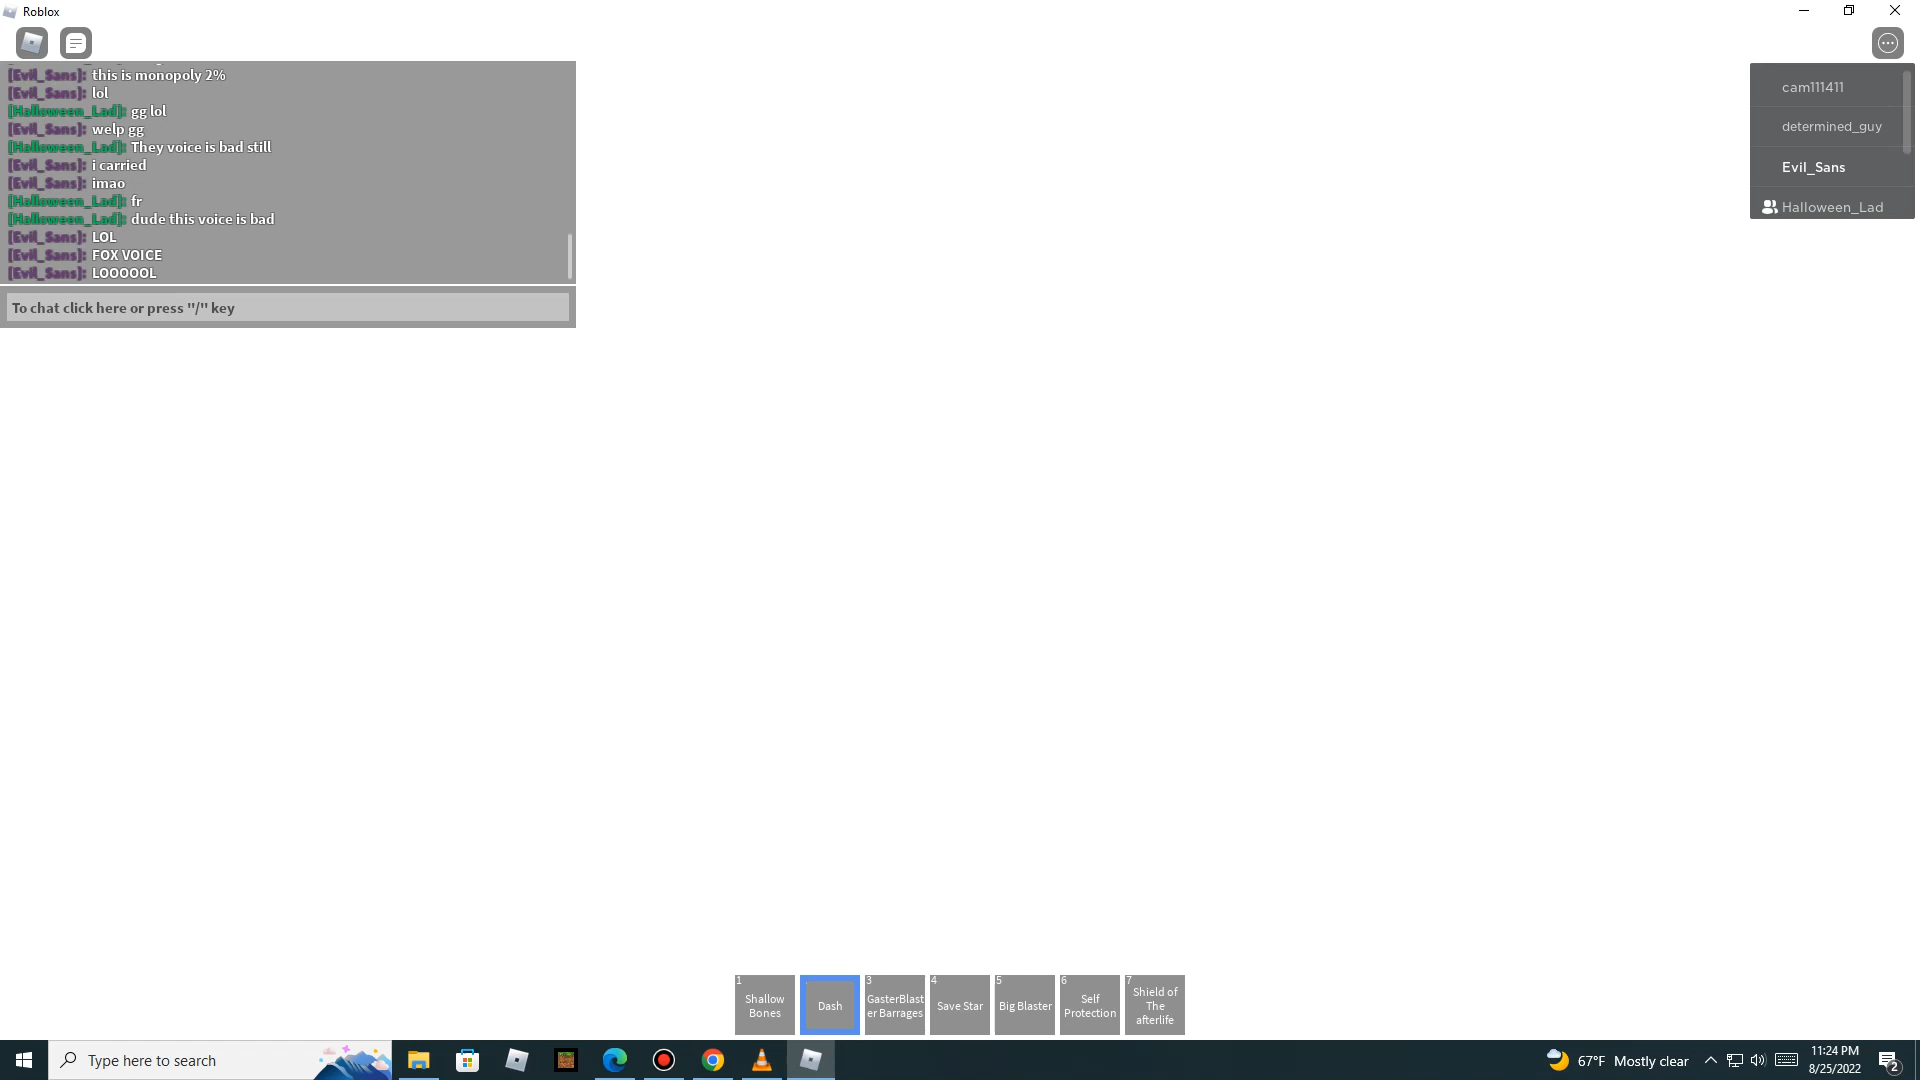 Roblox
[Evil_Sans]: this is monopoly 2%
[Evil_Sans]: lol
[Halloween_Lad]: gg lol
[Evil_Sans]: welp gg
[Halloween_Lad]: They voice is bad still
[Evil_Sans]: i carried
[Evil_Sans]: imao
[Halloween_Lad]: fr
[Halloween_Lad]: dude this voice is bad
[Evil_Sans]: LOL
[Evil_Sans]: FOX VOICE
[Evil_Sans]: LOOOOOL
To chat click here or press "/" key
cam111411
determined_guy
Evil_Sans
Halloween_Lad
1
Shallow
Bones
Dash
3
GasterBlast
er Barrages
4
Save Star
5
Big Blaster
6
Self
Protection
7
Shield of
The
afterlife
Type here to search
67°F Mostly clear
11:24 PM
8/25/2022
2